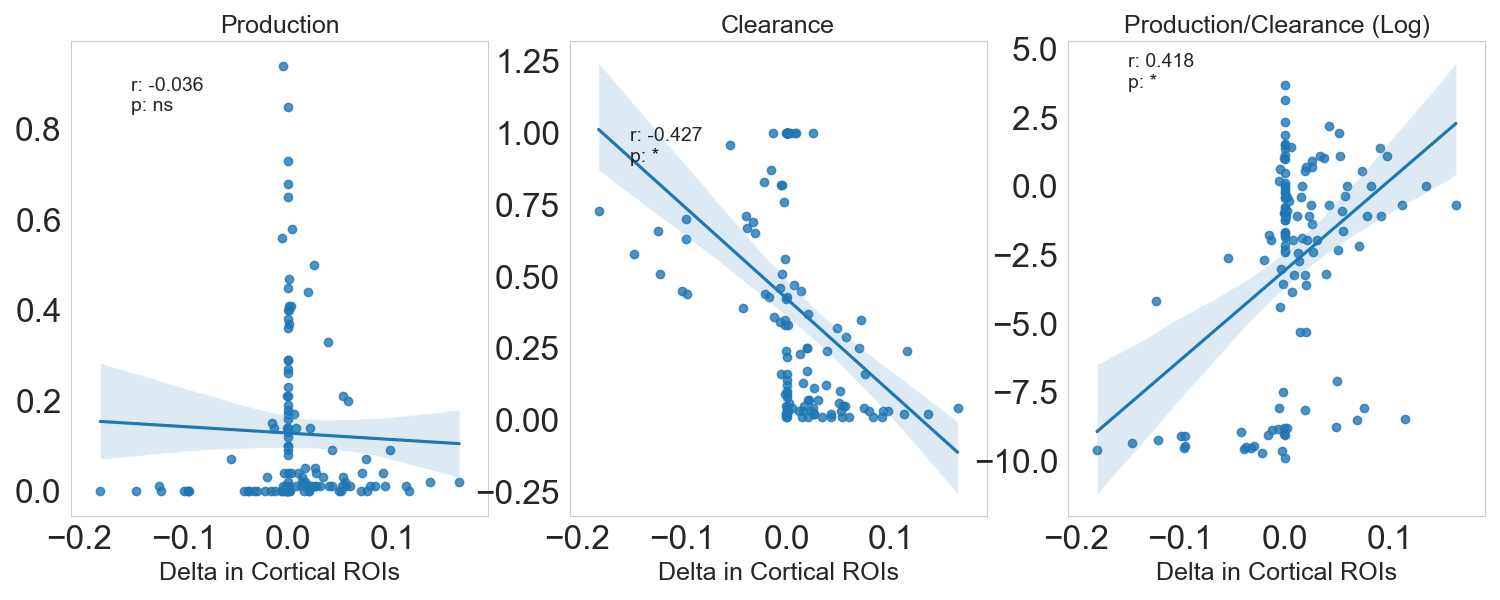 Production
r: -0.036
p: ns
0.8
0.6
0.4
0.2
0.0
−0.2 −0.1 0.0 0.1
Delta in Cortical ROIs
Clearance
1.25
1.00
0.75
0.50
0.25
0.00
−0.25
r: -0.427
p: *
−0.2 −0.1 0.0 0.1
Delta in Cortical ROIs
Production/Clearance (Log)
5.0
2.5
0.0
−2.5
−5.0
−7.5
−10.0
r: 0.418
p: *
−0.2 −0.1 0.0 0.1
Delta in Cortical ROIs